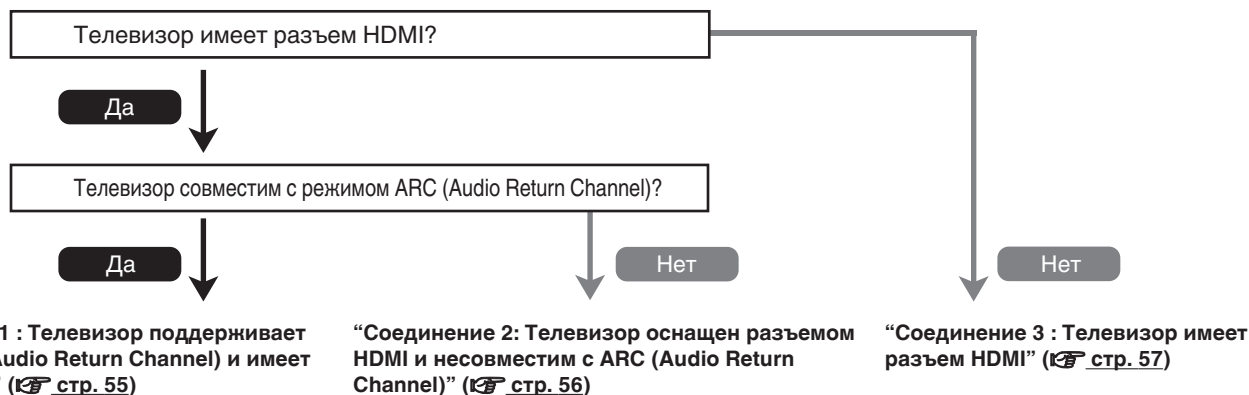 Телевизор имеет разъем HDMI?
Да
Телевизор совместим с режимом ARC (Audio Return Channel)?
Да
Нет
Нет
1 : Телевизор поддерживает
Audio Return Channel) и имеет
” (☞ стр. 55)
“Соединение 2: Телевизор оснащен разъемом
HDMI и несовместим с ARC (Audio Return
Channel)” (☞ стр. 56)
“Соединение 3 : Телевизор имеет
разъем HDMI” (☞ стр. 57)